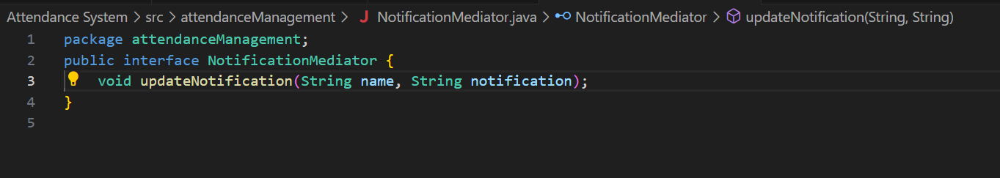 Attendance System > src > attendanceManagement > J NotificationMediator.java > NotificationMediator > updateNotification(String, String)
1 package attendanceManagement;
2 public interface NotificationMediator {
3 void updateNotification(String name, String notification);
4 }
5